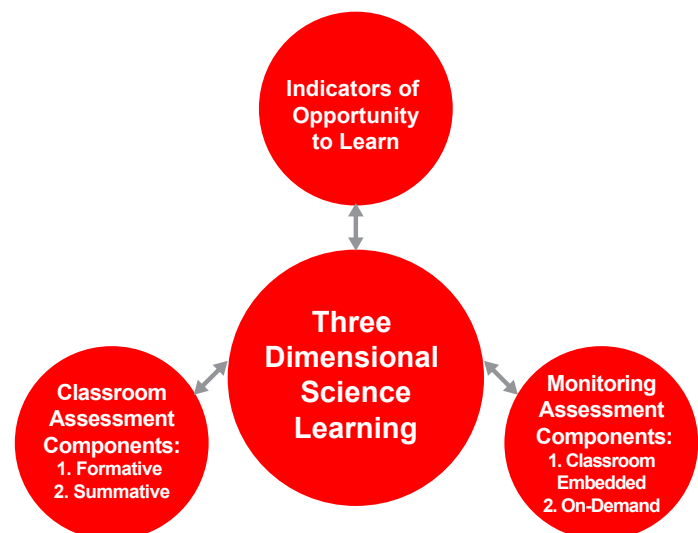 Indicators of
Opportunity
to Learn
Three
Dimensional
Science
Learning
Classroom
Assessment
Components:
1. Formative
2. Summative
Monitoring
Assessment
Components:
1. Classroom
Embedded
2. On-Demand